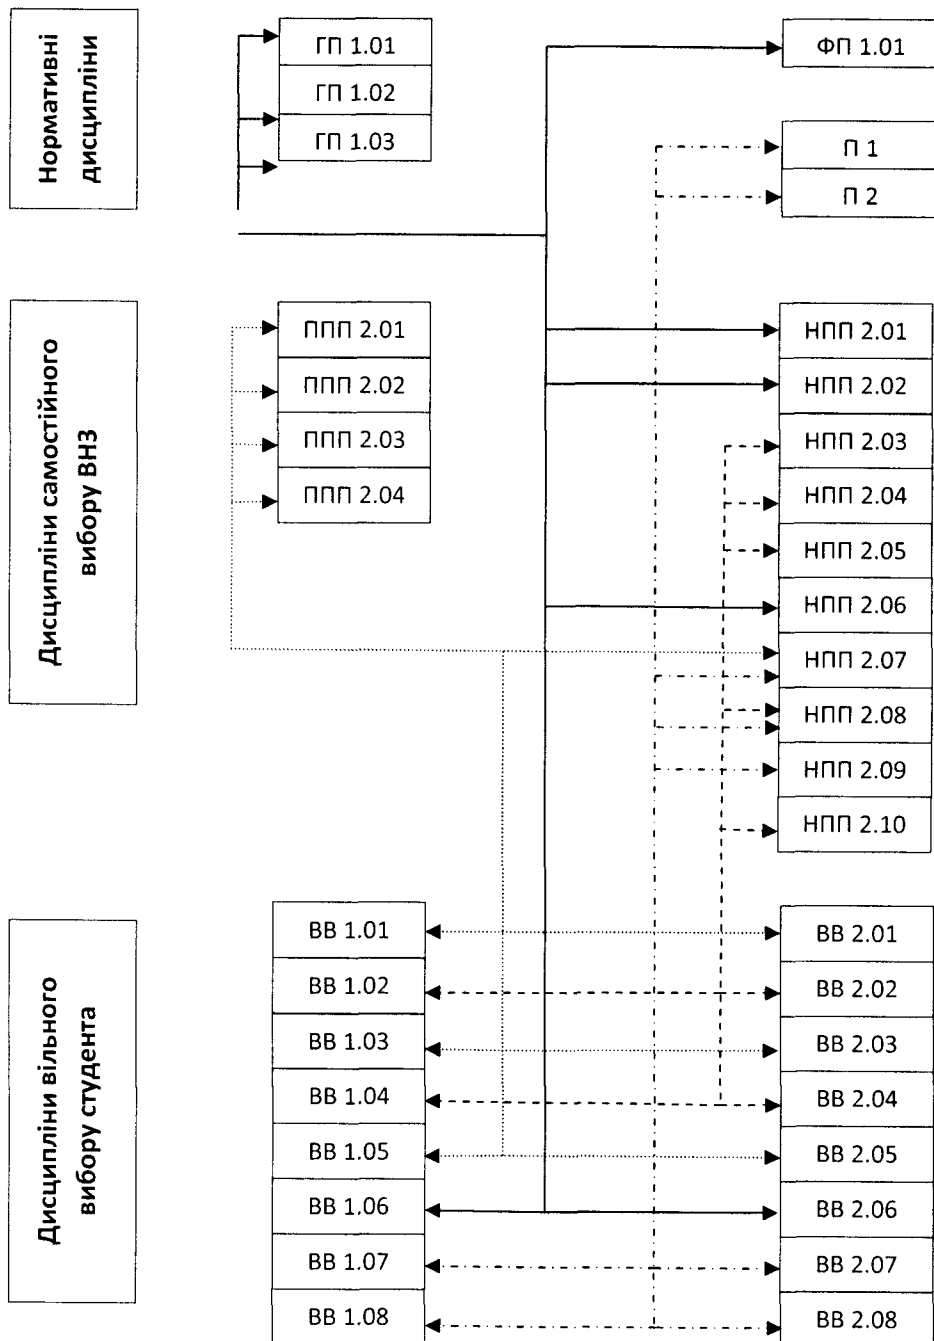 Нормативні
дисципліни
ГП 1.01
ГП 1.02
ГП 1.03
ФП 1.01
П 1
П 2
Дисципліни самостійного
вибору ВНЗ
ППП 2.01
ППП 2.02
ППП 2.03
ППП 2.04
НПП 2.01
НПП 2.02
НПП 2.03
НПП 2.04
НПП 2.05
НПП 2.06
НПП 2.07
НПП 2.08
НПП 2.09
НПП 2.10
Дисципліни вільного
вибору студента
ВВ 1.01
ВВ 1.02
ВВ 1.03
ВВ 1.04
ВВ 1.05
ВВ 1.06
ВВ 1.07
ВВ 1.08
ВВ 2.01
ВВ 2.02
ВВ 2.03
ВВ 2.04
ВВ 2.05
ВВ 2.06
ВВ 2.07
ВВ 2.08